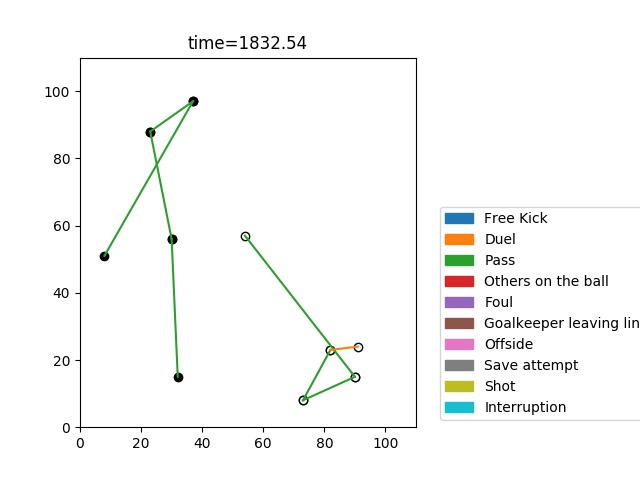 time=1832.54
100
80
60
40
20
0
0 20 40 60 80 100
Free Kick
Duel
Pass
Others on the ball
Foul
Goalkeeper leaving lin
Offside
Save attempt
Shot
Interruption